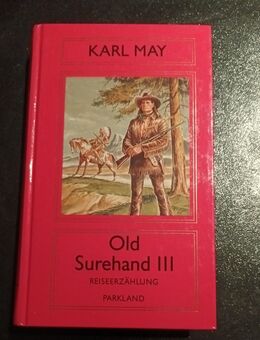 KARL MAY
Old
Surehand III
REISEERZÄHLUNG
PARKLAND